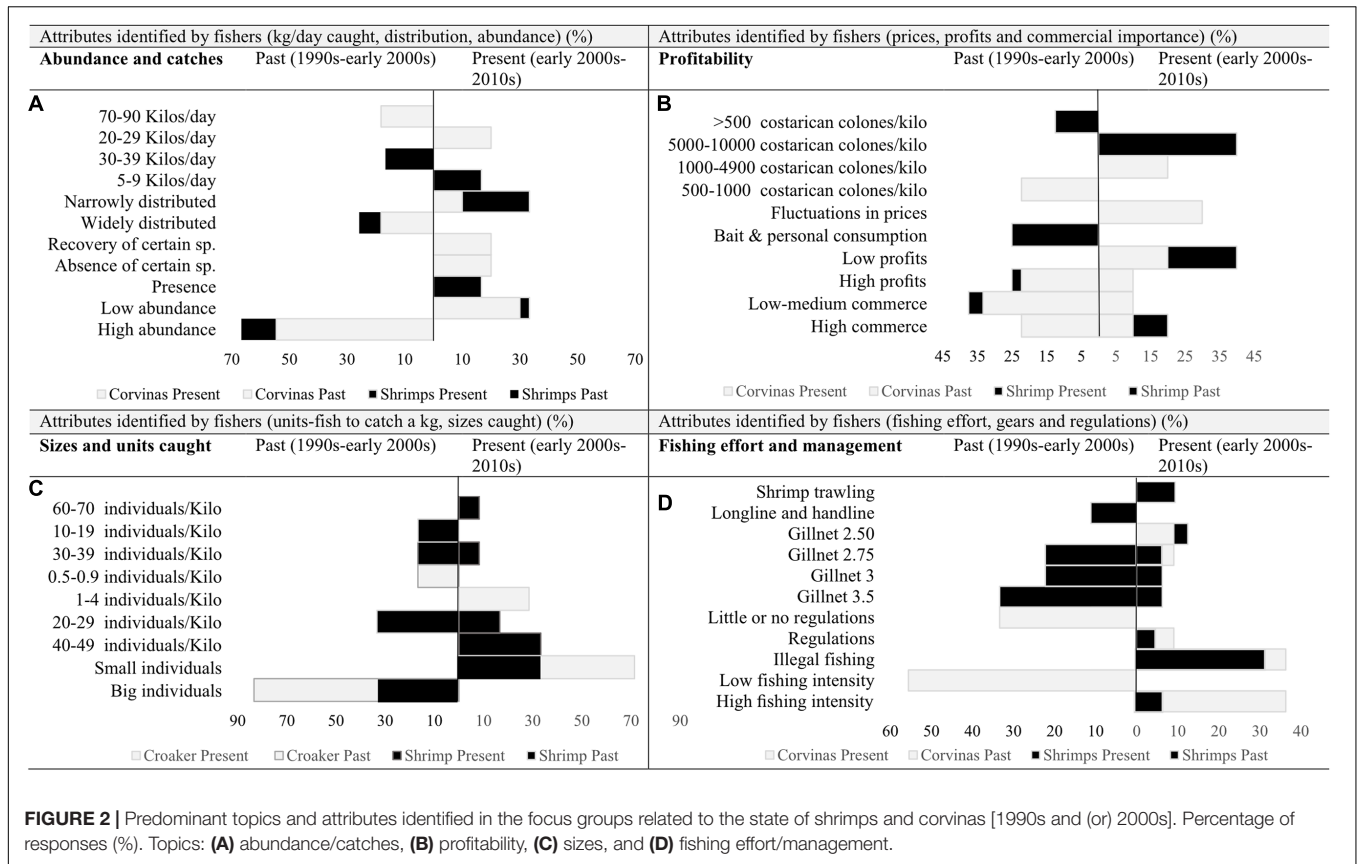 Attributes identified by fishers (kg/day caught, distribution, abundance) (%)
Abundance and catches Past (1990s-early 2000s) Present (early 2000s-
2010s)
A
70-90 Kilos/day
20-29 Kilos/day
30-39 Kilos/day
5-9 Kilos/day
Narrowly distributed
Widely distributed
Recovery of certain sp.
Absence of certain sp.
Presence
Low abundance
High abundance
70 50 30 10 10 30 50 70
Corvinas Present Corvinas Past Shrimps Present Shrimps Past
Attributes identified by fishers (prices, profits and commercial importance) (%)
Profitability Past (1990s-early 2000s) Present (early 2000s-
2010s)
B
>500 costarican colones/kilo
5000-10000 costarican colones/kilo
1000-4900 costarican colones/kilo
500-1000 costarican colones/kilo
Fluctuations in prices
Bait & personal consumption
Low profits
High profits
Low-medium commerce
High commerce
45 35 25 15 5 5 15 25 35 45
Corvinas Present Corvinas Past Shrimp Present Shrimp Past
Attributes identified by fishers (units-fish to catch a kg, sizes caught) (%)
Sizes and units caught Past (1990s-early 2000s) Present (early 2000s-
2010s)
C
60-70 individuals/Kilo
10-19 individuals/Kilo
30-39 individuals/Kilo
0.5-0.9 individuals/Kilo
1-4 individuals/Kilo
20-29 individuals/Kilo
40-49 individuals/Kilo
Small individuals
Big individuals
90 70 50 30 10 10 30 50 70 90
Croaker Present Croaker Past Shrimp Present Shrimp Past
Attributes identified by fishers (fishing effort, gears and regulations) (%)
Fishing effort and management Past (1990s-early 2000s) Present (early 2000s-
2010s)
D
Shrimp trawling
Longline and handline
Gillnet 2.50
Gillnet 2.75
Gillnet 3
Gillnet 3.5
Little or no regulations
Regulations
Illegal fishing
Low fishing intensity
High fishing intensity
60 50 40 30 20 10 0 10 20 30 40
Corvinas Present Corvinas Past Shrimps Present Shrimps Past
FIGURE 2 | Predominant topics and attributes identified in the focus groups related to the state of shrimps and corvinas [1990s and (or) 2000s]. Percentage of
responses (%). Topics: (A) abundance/catches, (B) profitability, (C) sizes, and (D) fishing effort/management.